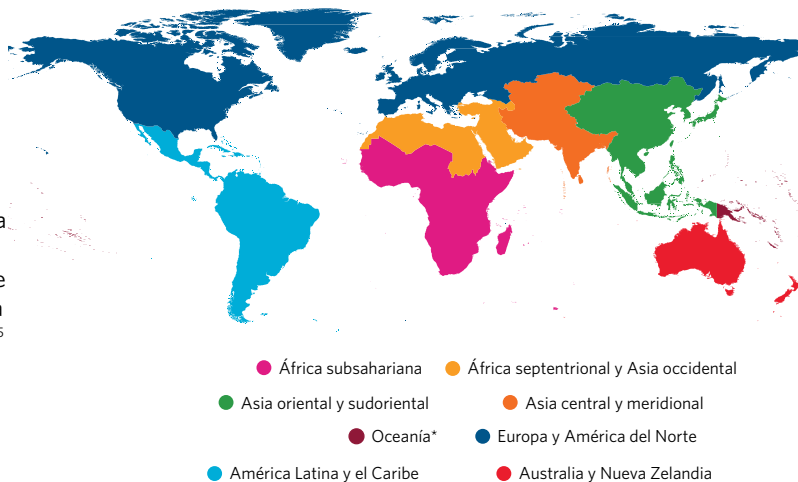 a
e
n
5
África subsahariana África septentrional y Asia occidental
Asia oriental y sudoriental Asia central y meridional
Oceanía* Europa y América del Norte
América Latina y el Caribe Australia y Nueva Zelandia